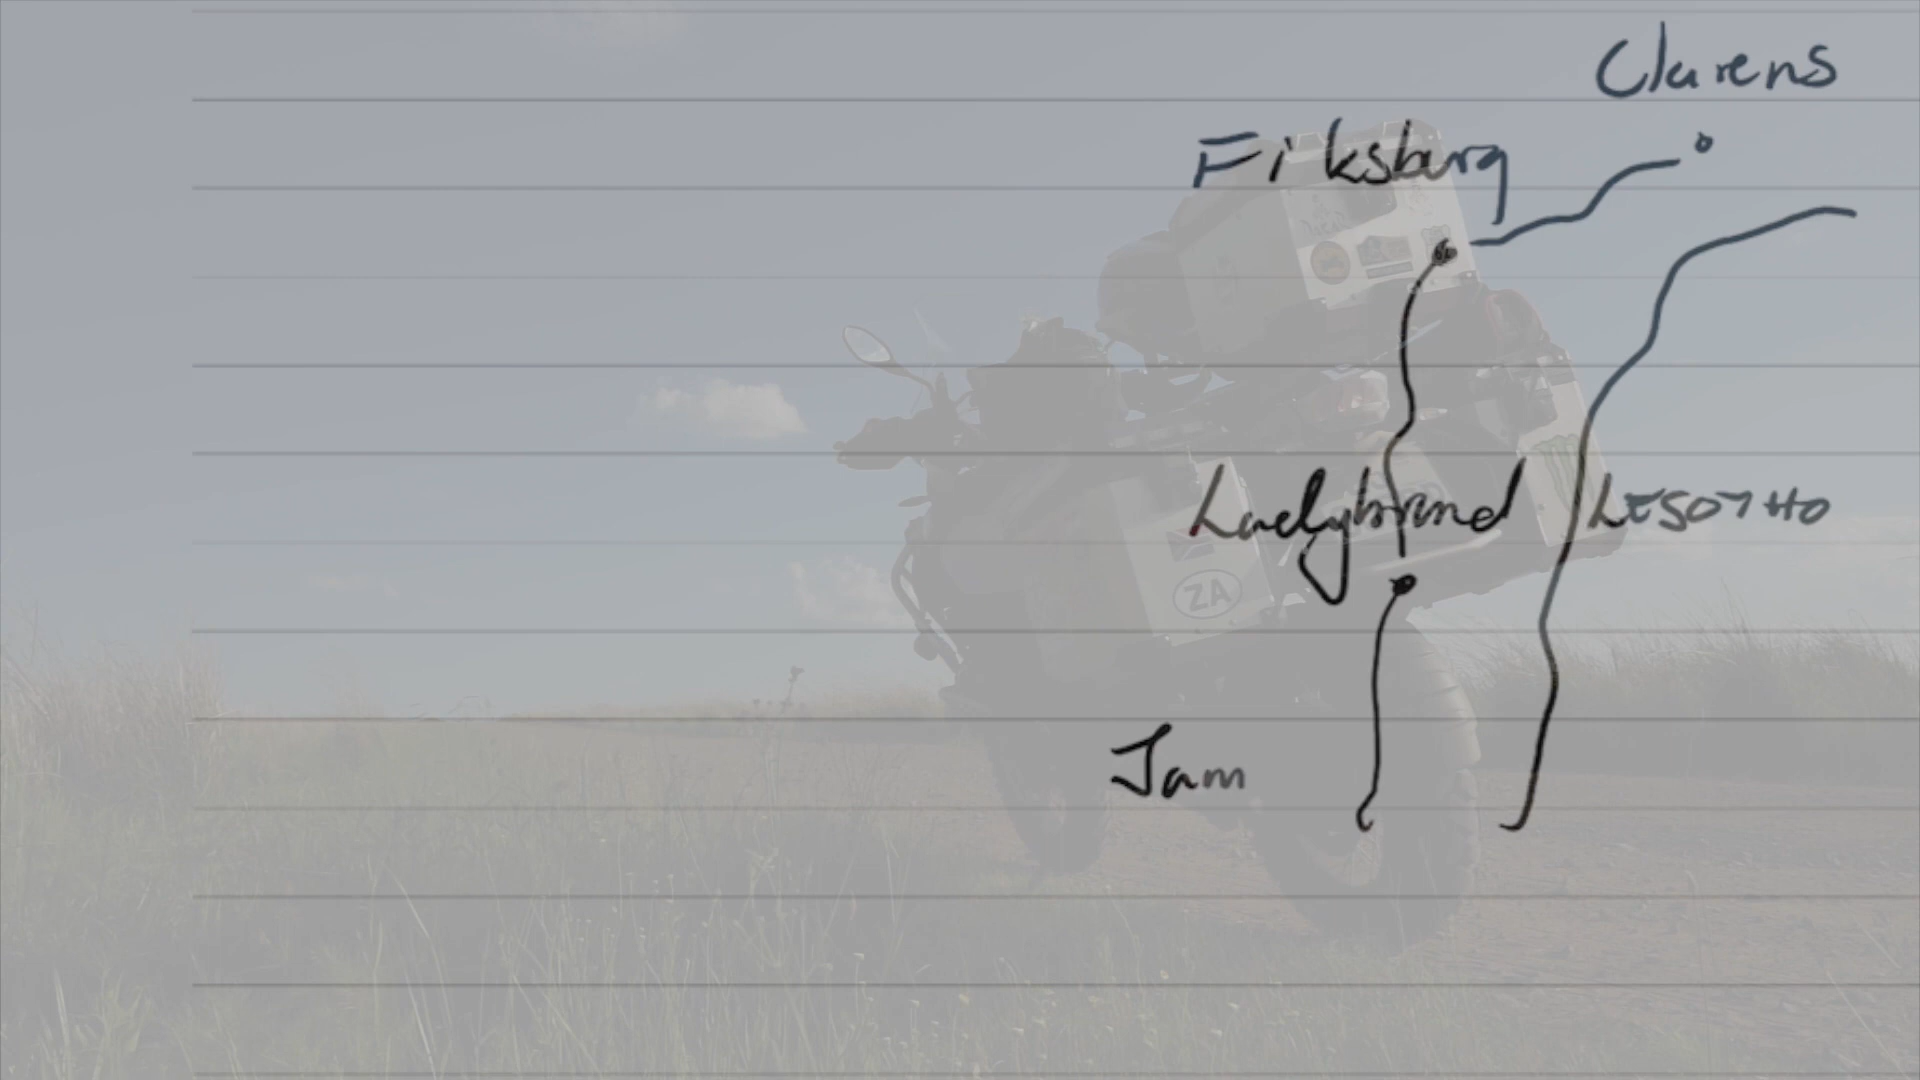 Clarens
Fiksburg
Ladybrand
LESOTHO
ZA
Jam